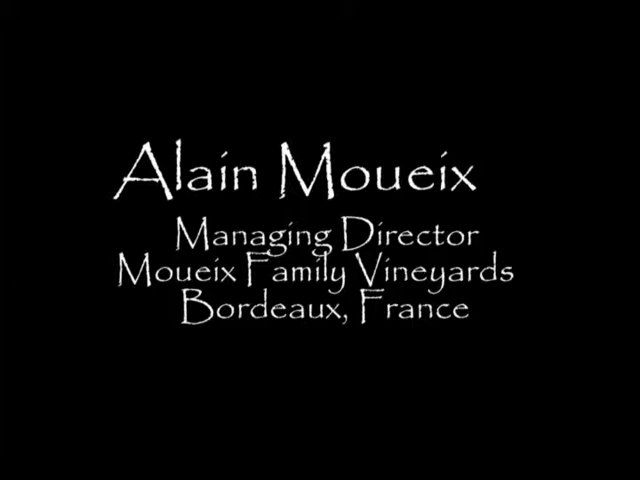 Alain Moueix
Managing Director
Moueix Family Vineyards
Bordeaux, France